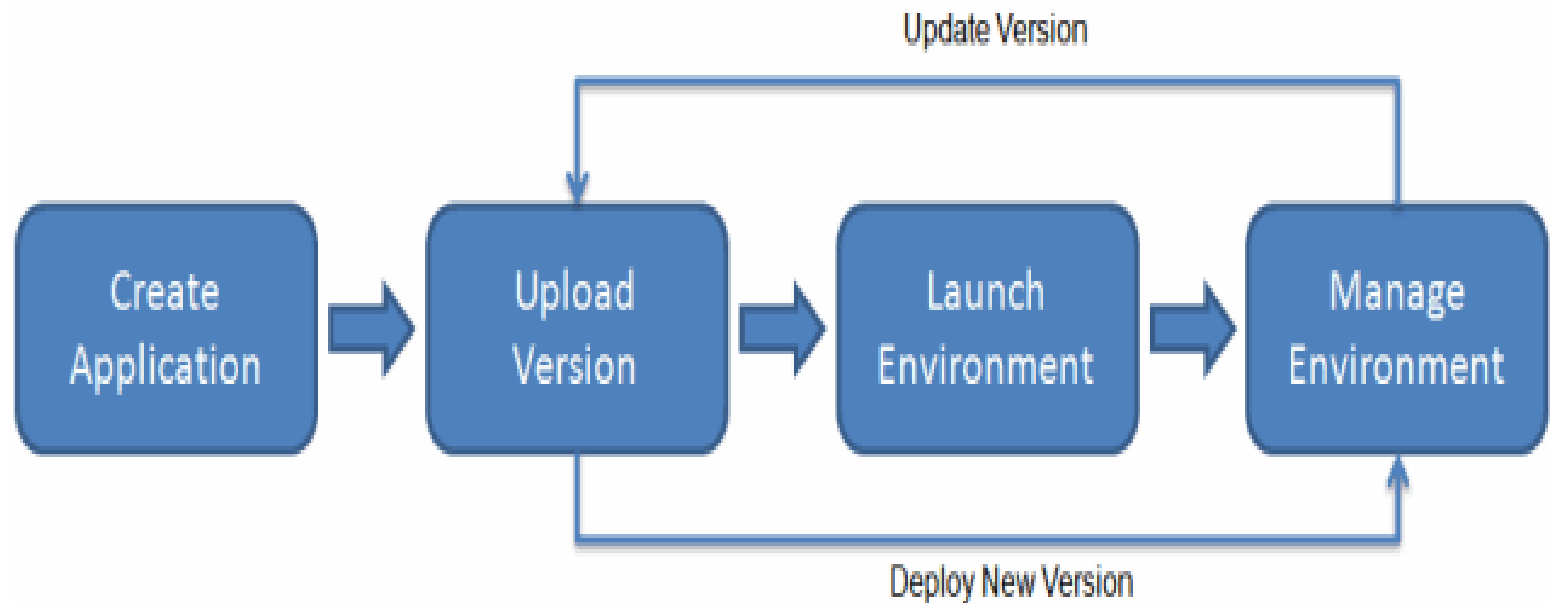 Update Version
Create
Application
Upload
Version
Launch
Environment
Manage
Environment
Deploy New Version